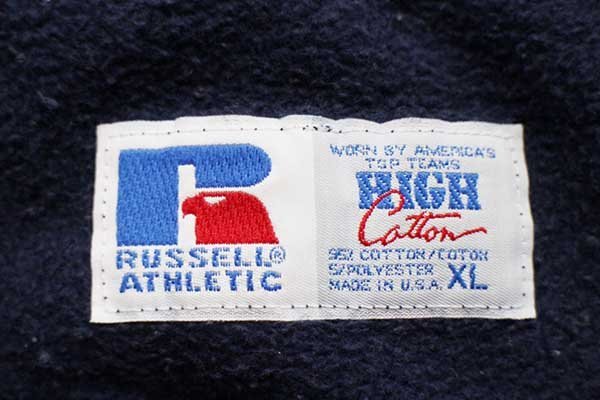 RUSSELL®
ATHLETIC
WORN BY AMERICA'S
TOP TEAMS
HIGH
Cotton
95% COTTON/COTON
5/POLYESTER XL
MADE IN U.S.A.